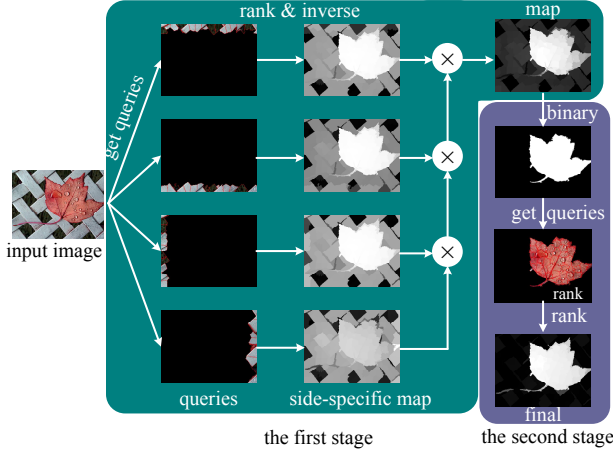 rank & inverse
map
get queries
binary
get queries
input image
rank
rank
queries
side-specific map
final
the first stage
the second stage